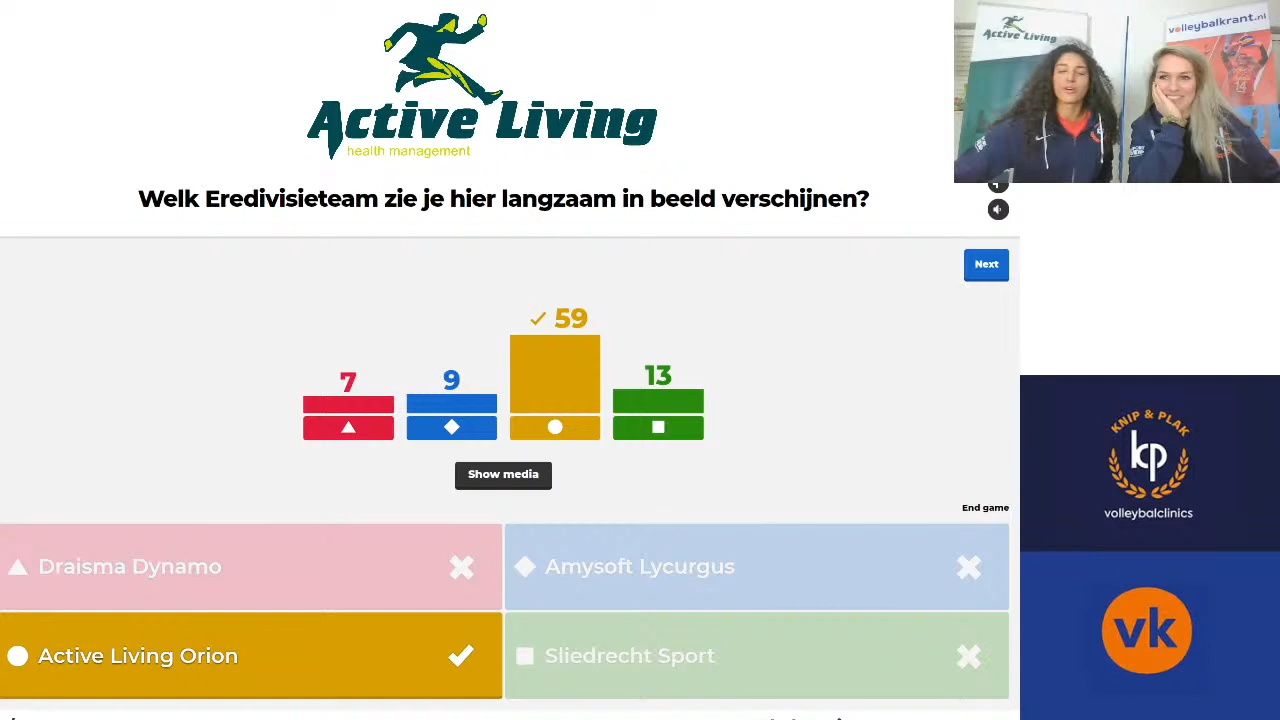 Active Living
health management
Active Living
volleybalkrant.nl
14
Welk Eredivisieteam zie je hier langzaam in beeld verschijnen?
Next
7
9
59
13
Show media
End game
Draisma Dynamo
Amysoft Lycurgus
Active Living Orion
Sliedrecht Sport
KNIP & PLAK
kp
volleybalclinics
vk